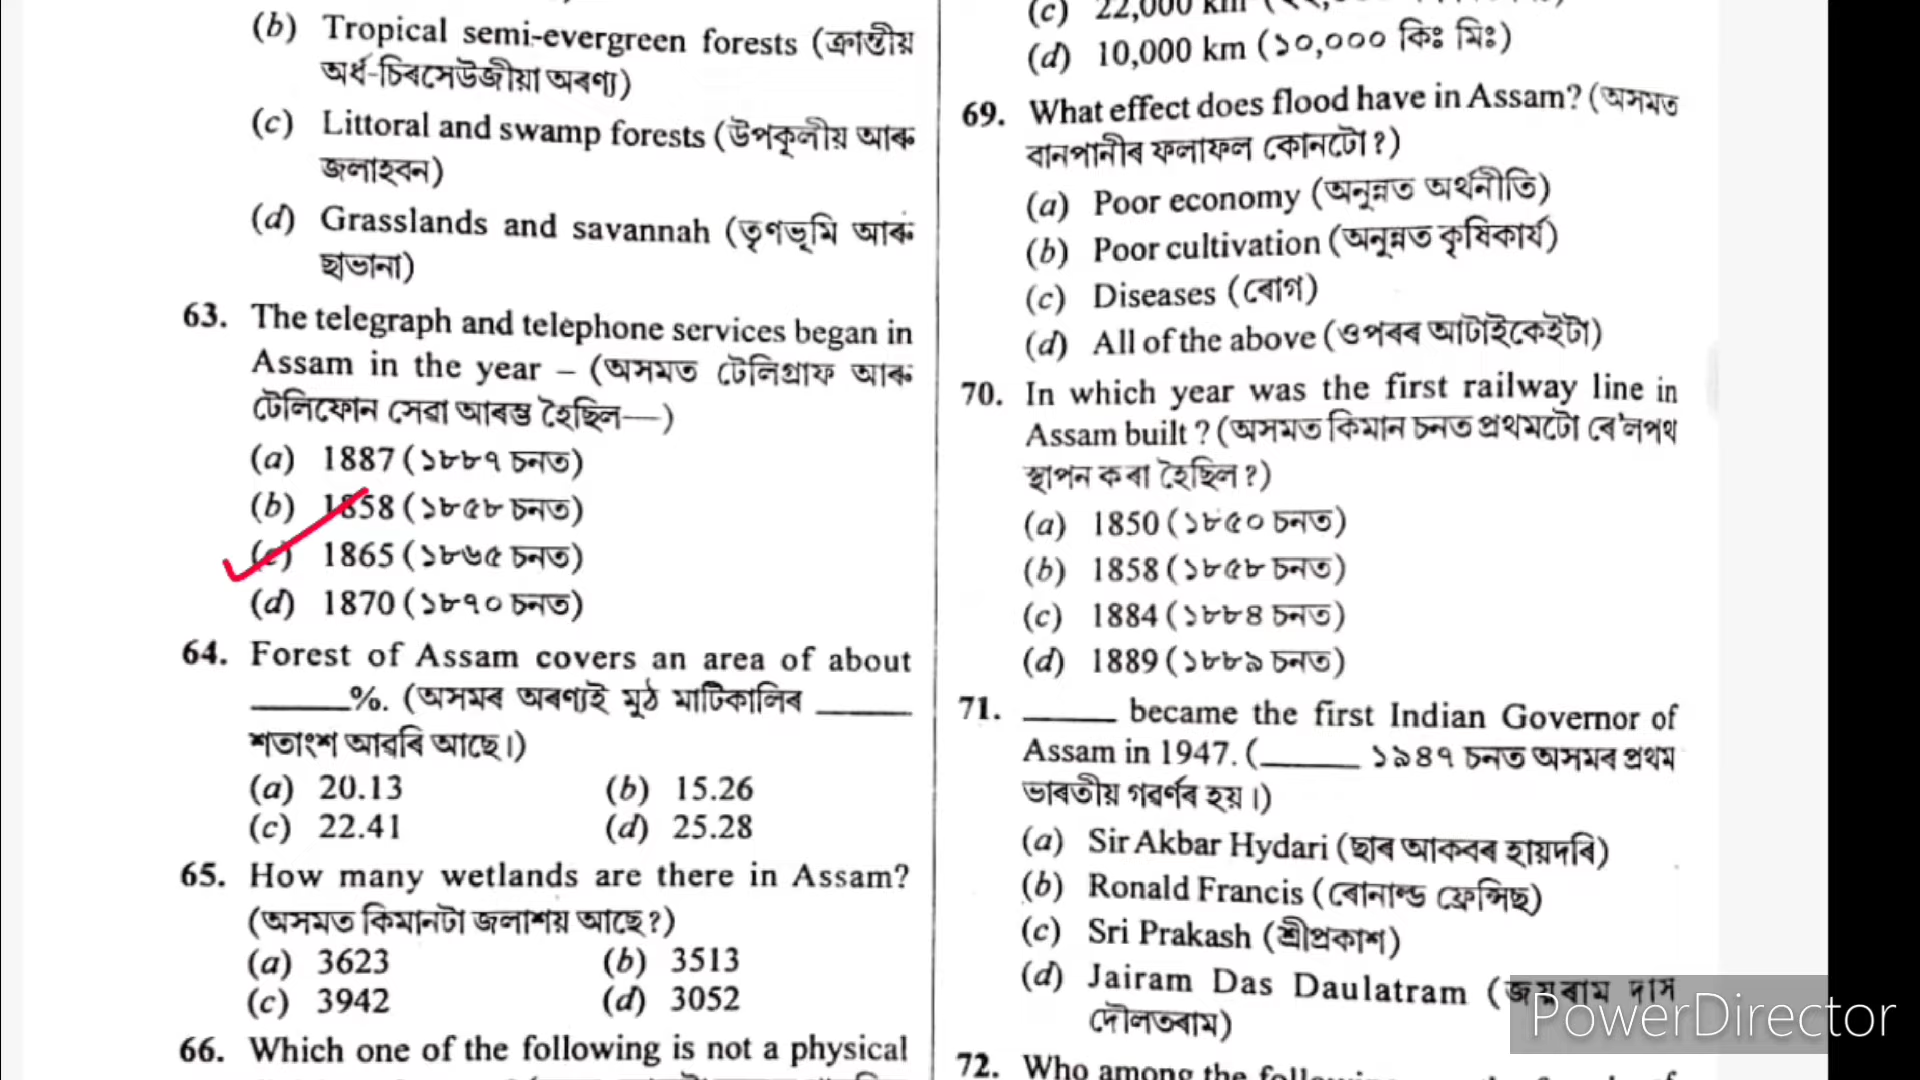 (b) Tropical semi-evergreen forests (ক্রান্তীয়
অৰ্ধ-চিৰসেউজীয়া অৰণ্য)
(c) Littoral and swamp forests (উপকূলীয় আৰু
জলাহবন)
(d) Grasslands and savannah (তৃণভূমি আৰু
ছাভানা)
63. The telegraph and telephone services began in
Assam in the year – (অসমত টেলিগ্ৰাফ আৰু
টেলিফোন সেৱা আৰম্ভ হৈছিল—)
(a) 1887 (১৮৮৭ চনত)
(b) 1858 (১৮৫৮ চনত)
(c) 1865 (১৮৬৫ চনত)
(d) 1870 (১৮৭০ চনত)
64. Forest of Assam covers an area of about
______%. (অসমৰ অৰণ্যই মুঠ মাটিকালিৰ ______
শতাংশ আৱৰি আছে।)
(a) 20.13 (b) 15.26
(c) 22.41 (d) 25.28
65. How many wetlands are there in Assam?
(অসমত কিমানটা জলাশয় আছে?)
(a) 3623 (b) 3513
(c) 3942 (d) 3052
66. Which one of the following is not a physical
(c) 22,000 km
(d) 10,000 km (১০,০০০ কিঃ মিঃ)
69. What effect does flood have in Assam? (অসমত
বানপানীৰ ফলাফল কোনটো?)
(a) Poor economy (অনুন্নত অৰ্থনীতি)
(b) Poor cultivation (অনুন্নত কৃষিকাৰ্য)
(c) Diseases (ৰোগ)
(d) All of the above (ওপৰৰ আটাইকেইটা)
70. In which year was the first railway line in
Assam built ? (অসমত কিমান চনত প্ৰথমটো ৰে'লপথ
স্থাপন কৰা হৈছিল?)
(a) 1850 (১৮৫০ চনত)
(b) 1858 (১৮৫৮ চনত)
(c) 1884 (১৮৮৪ চনত)
(d) 1889 (১৮৮৯ চনত)
71. ______ became the first Indian Governor of
Assam in 1947. (______ ১৯৪৭ চনত অসমৰ প্ৰথম
ভাৰতীয় গৱৰ্ণৰ হয়।)
(a) Sir Akbar Hydari (ছাৰ আকবৰ হায়দৰি)
(b) Ronald Francis (ৰোনাল্ড ফ্ৰেন্সিছ)
(c) Sri Prakash (শ্ৰীপ্ৰকাশ)
(d) Jairam Das Daulatram (জয়ৰাম দাস
দৌলতৰাম)
72. Who among the following
PowerDirector